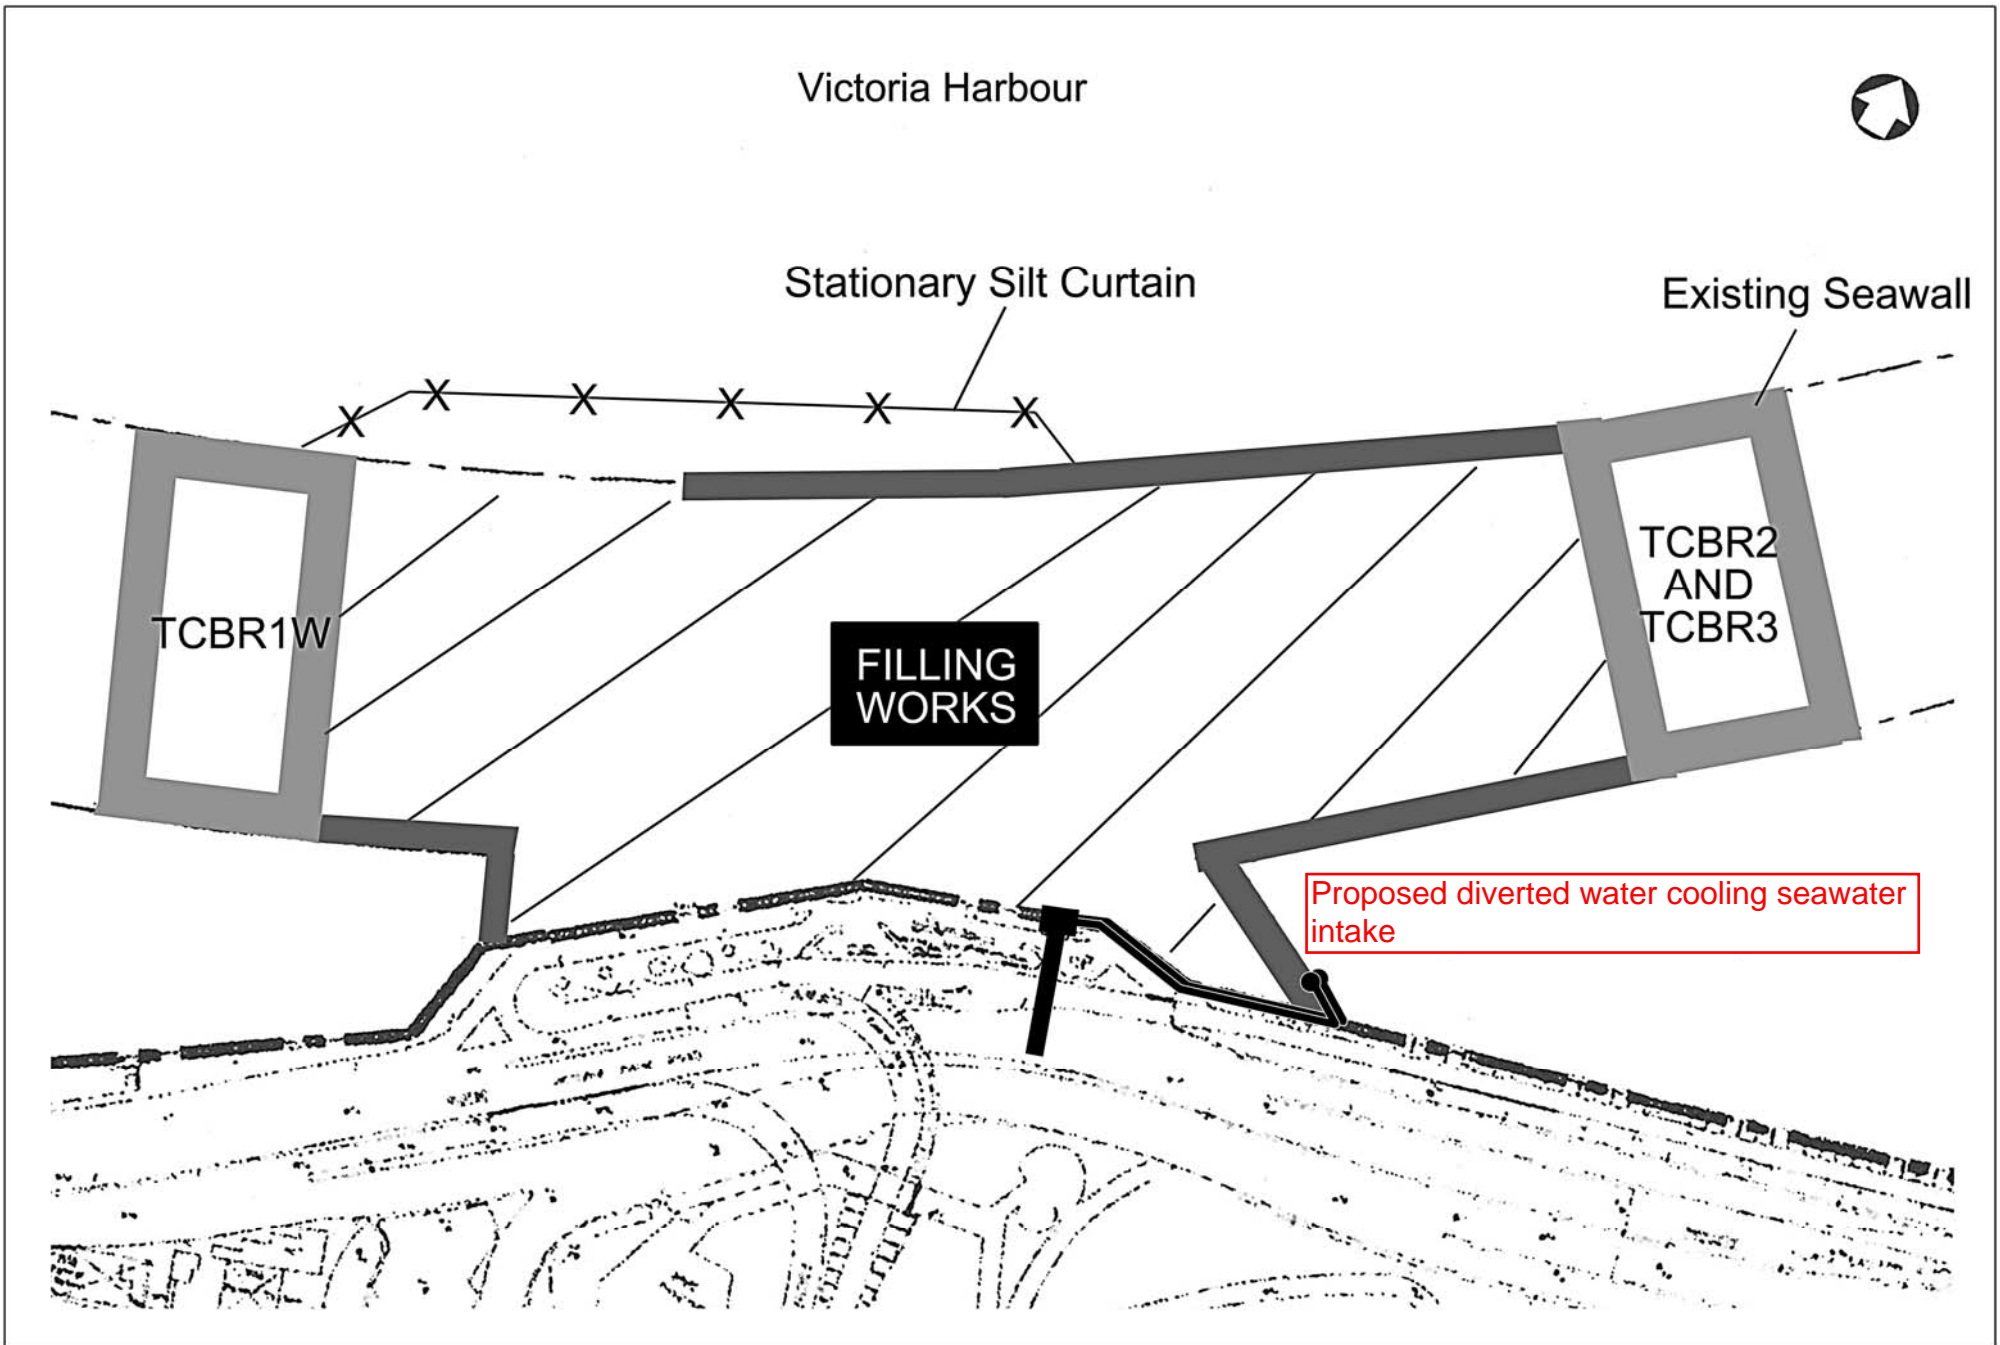 Victoria Harbour
Stationary Silt Curtain
Existing Seawall
X X X X X X
TCBR1W
FILLING
WORKS
TCBR2
AND
TCBR3
Proposed diverted water cooling seawater
intake